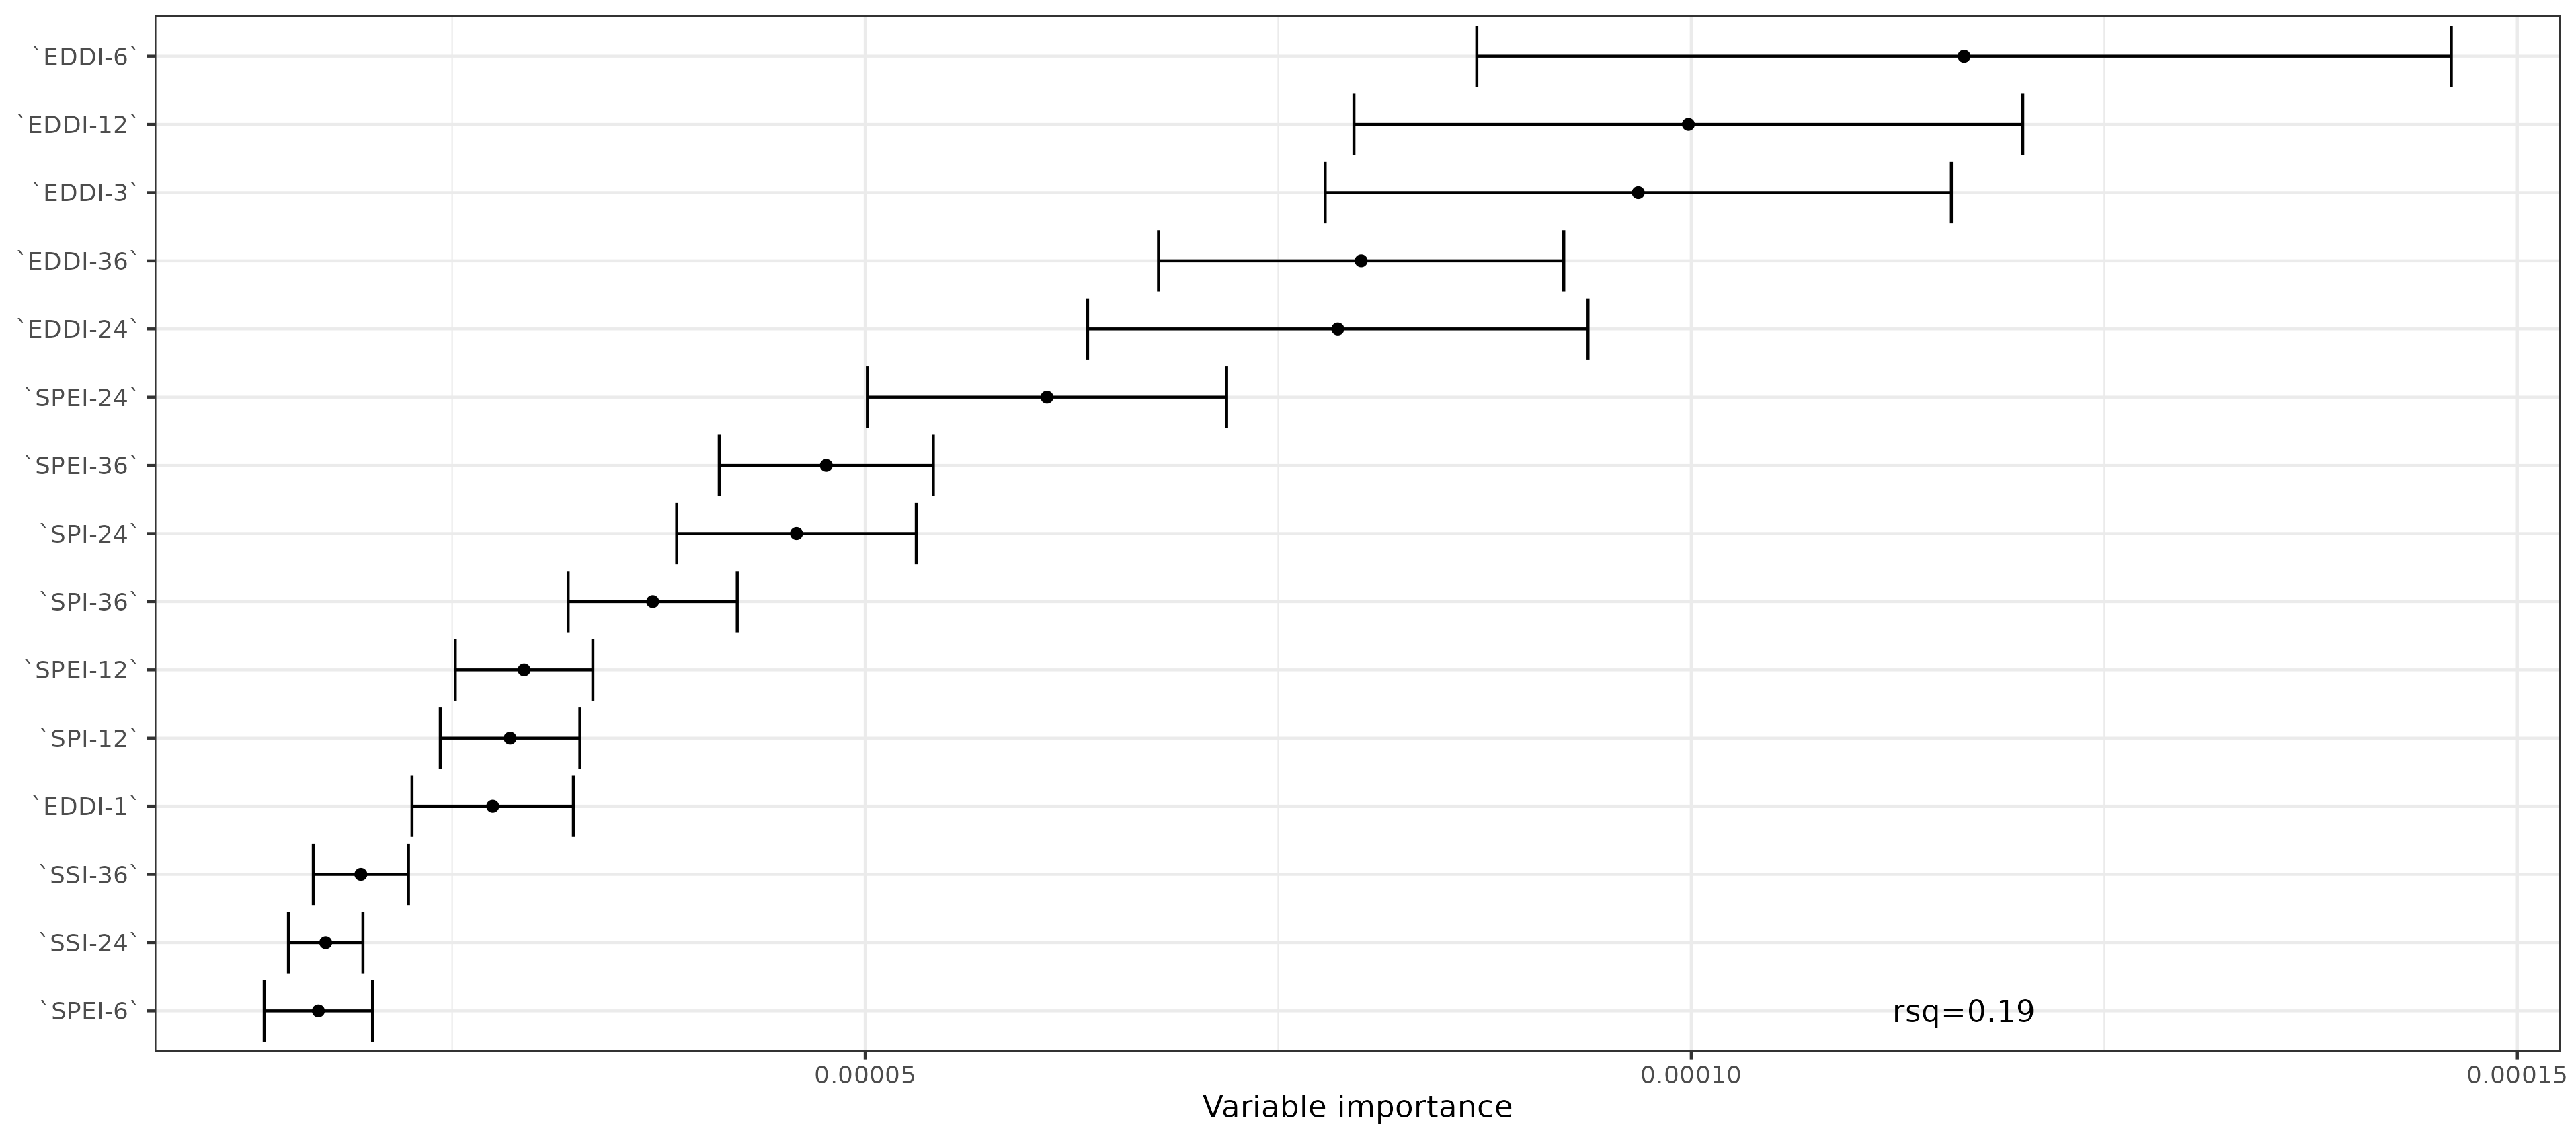 `EDDI-6`
`EDDI-12`
`EDDI-3`
`EDDI-36`
`EDDI-24`
`SPEI-24`
`SPEI-36`
`SPI-24`
`SPI-36`
`SPEI-12`
`SPI-12`
`EDDI-1`
`SSI-36`
`SSI-24`
`SPEI-6`
rsq=0.19
0.00005 0.00010 0.00015
Variable importance